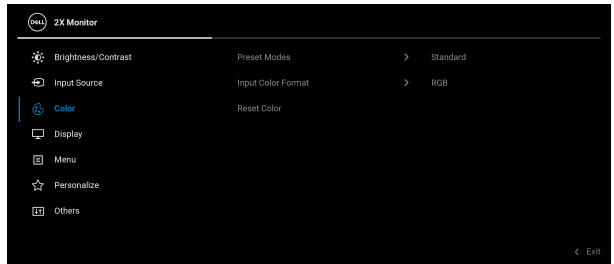 DELL 2X Monitor
Brightness/Contrast
Input Source
Color
Display
Menu
Personalize
Others
Preset Modes > Standard
Input Color Format > RGB
Reset Color
< Exit